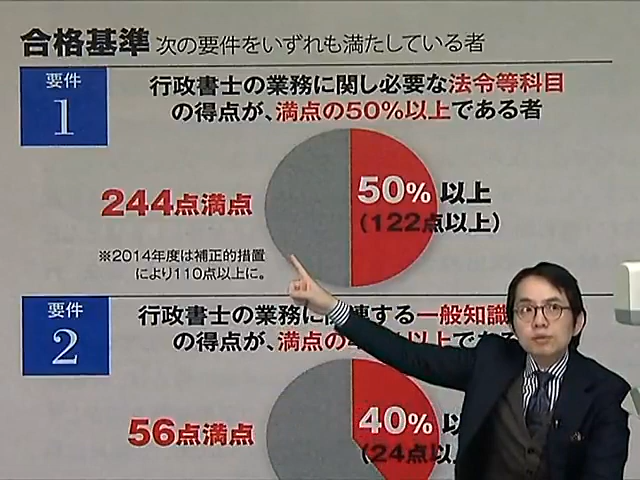 合格基準 次の要件をいずれも満たしている者
要件
1
行政書士の業務に関し必要な法令等科目
の得点が、満点の50%以上である者
244点満点
50%以上
(122点以上)
※2014年度は補正的措置
により110点以上に。
要件
2
行政書士の業務に関連する一般知識
の得点が、満点の 以上で
56点満点
40%以
(24点以